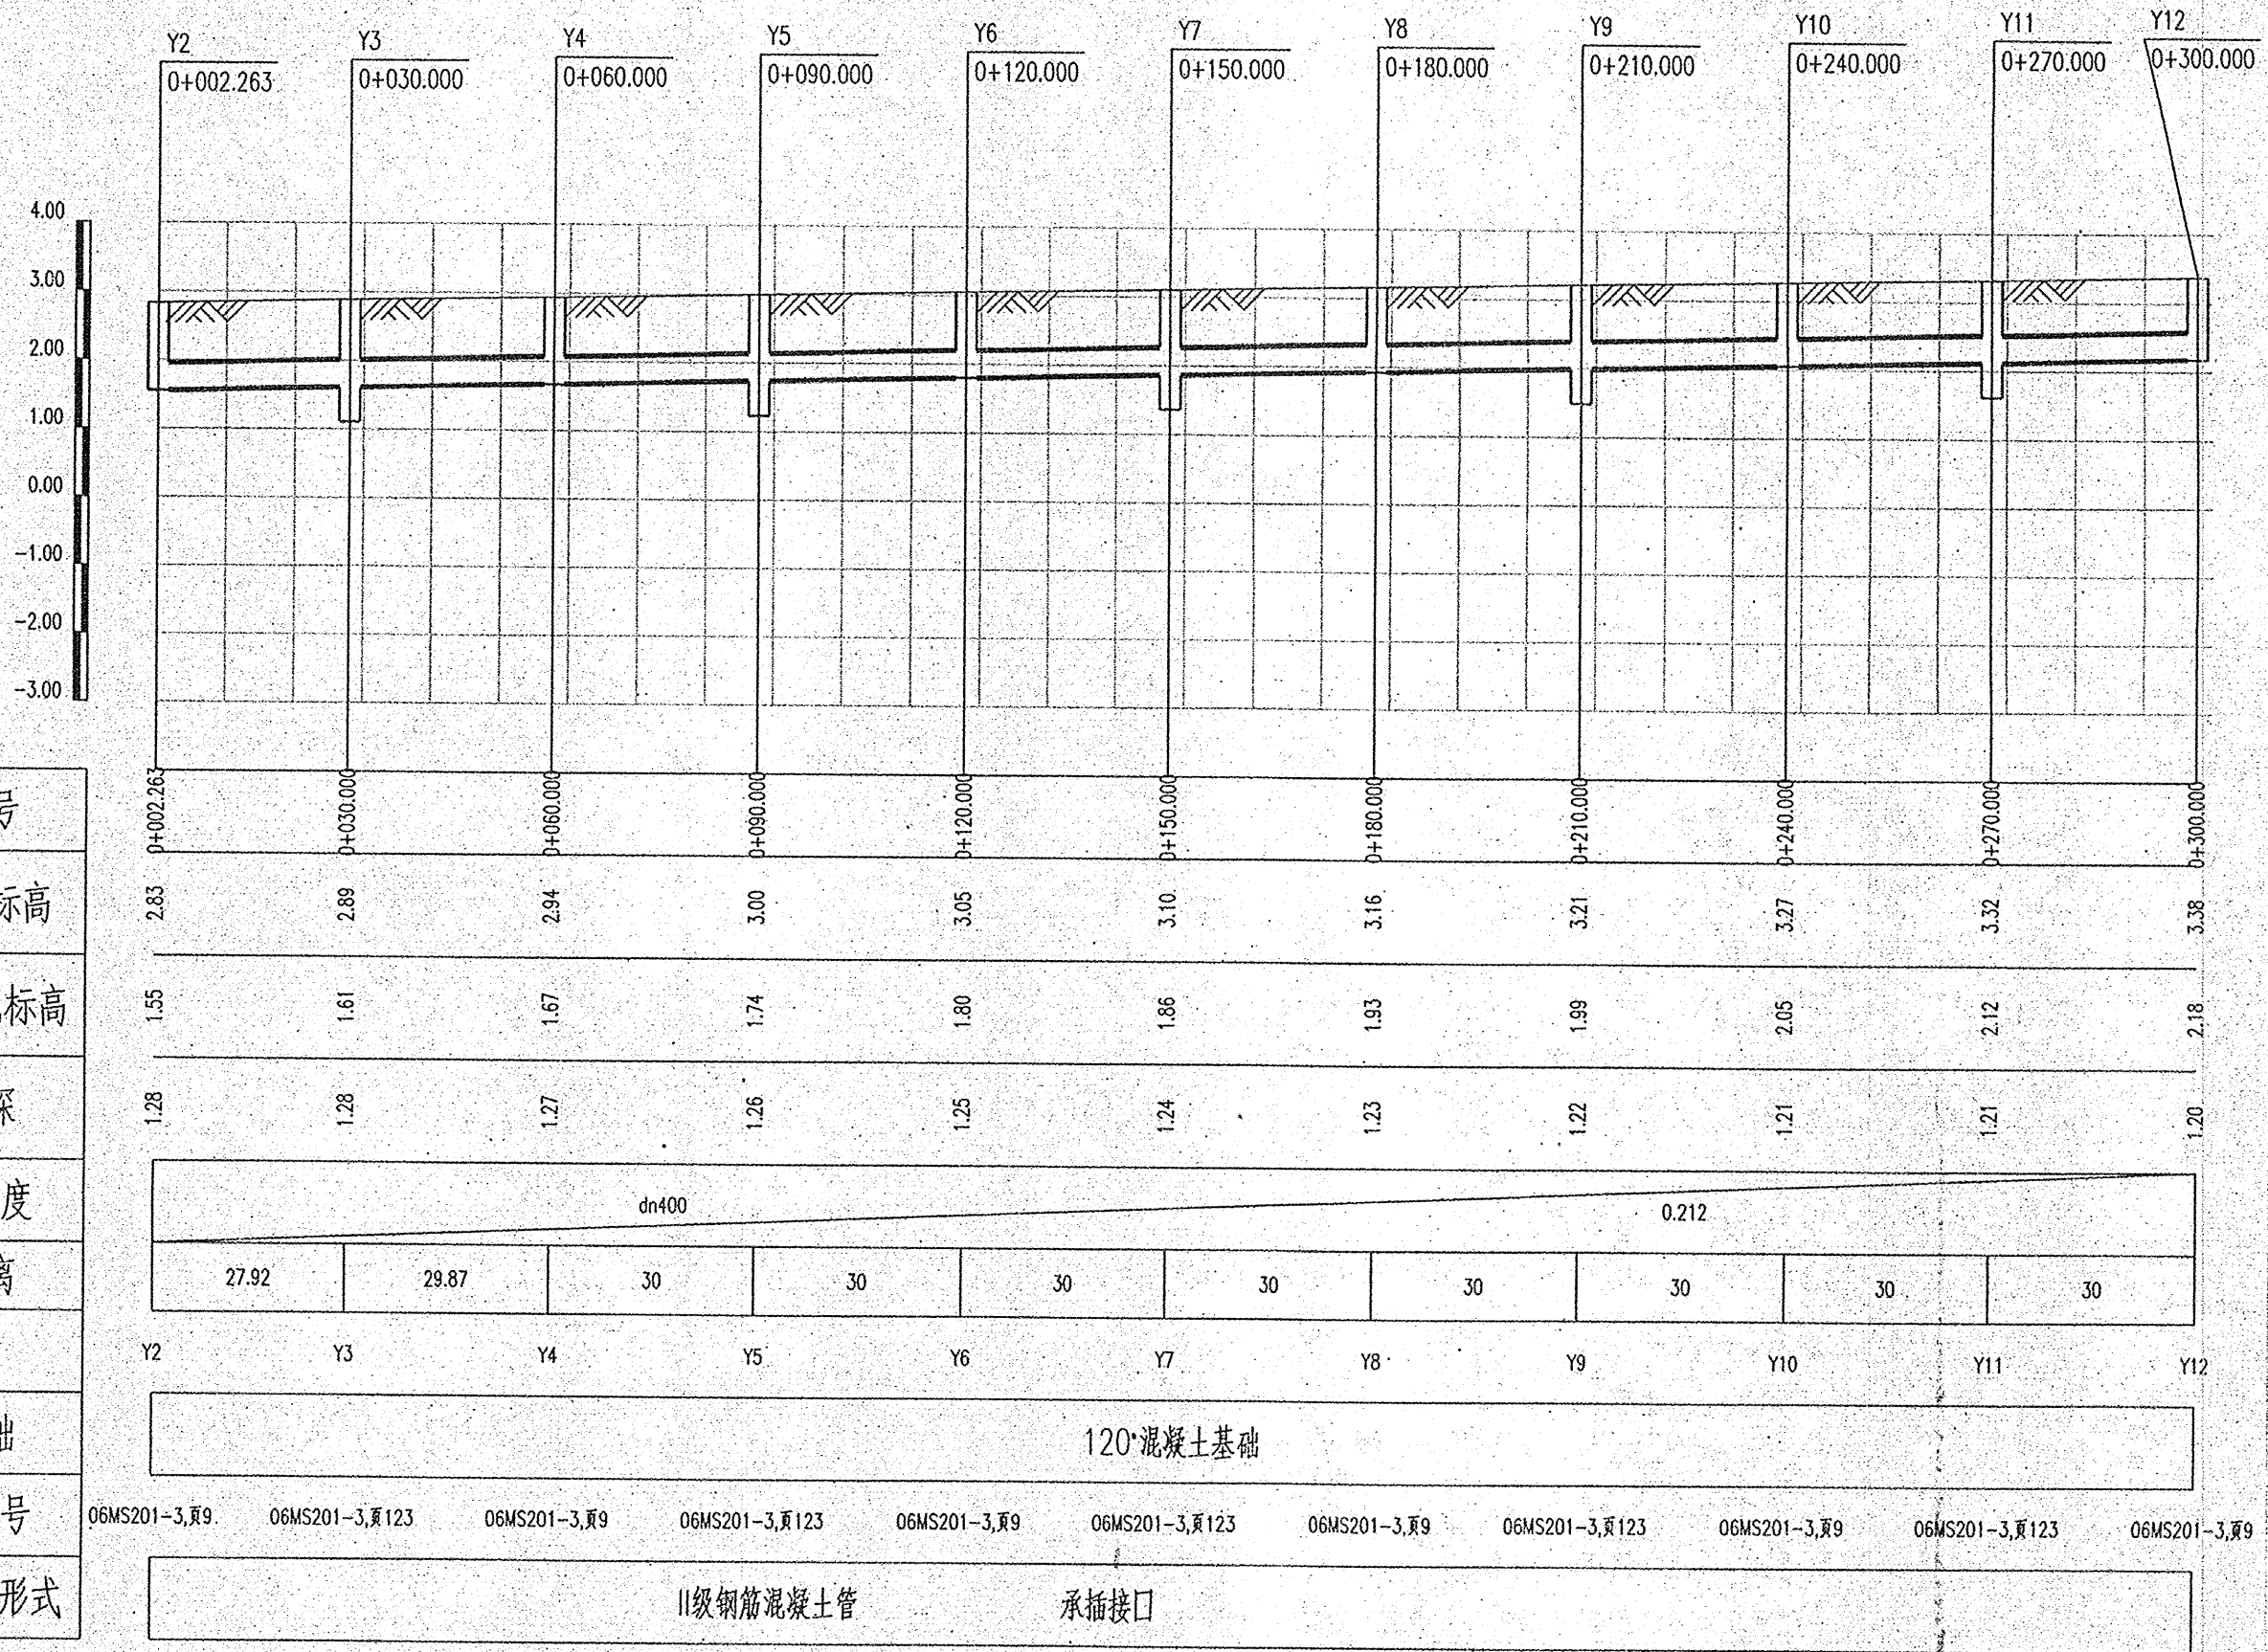 Y2 Y3 Y4 Y5 Y6 Y7 Y8 Y9 Y10 Y11 Y12
0+002.263 0+030.000 0+060.000 0+090.000 0+120.000 0+150.000 0+180.000 0+210.000 0+240.000 0+270.000 0+300.000
4.00
3.00
2.00
1.00
0.00
-1.00
-2.00
-3.00
号 0+002.263 0+030.000 0+060.000 0+090.000 0+120.000 0+150.000 0+180.000 0+210.000 0+240.000 0+270.000 0+300.000
标高 2.83 2.89 2.94 3.00 3.05 3.10 3.16 3.21 3.27 3.32 3.38
标高 1.55 1.61 1.67 1.74 1.80 1.86 1.93 1.99 2.05 2.12 2.18
深 1.28 1.28 1.27 1.26 1.25 1.24 1.23 1.22 1.21 1.21 1.20
度 dn400 0.212
离 27.92 29.87 30 30 30 30 30 30 30 30
Y2 Y3 Y4 Y5 Y6 Y7 Y8 Y9 Y10 Y11 Y12
础 120°混凝土基础
号 06MS201-3,页9 06MS201-3,页123 06MS201-3,页9 06MS201-3,页123 06MS201-3,页9 06MS201-3,页123 06MS201-3,页9 06MS201-3,页123 06MS201-3,页9 06MS201-3,页123 06MS201-3,页9
形式 II级钢筋混凝土管 承插接口